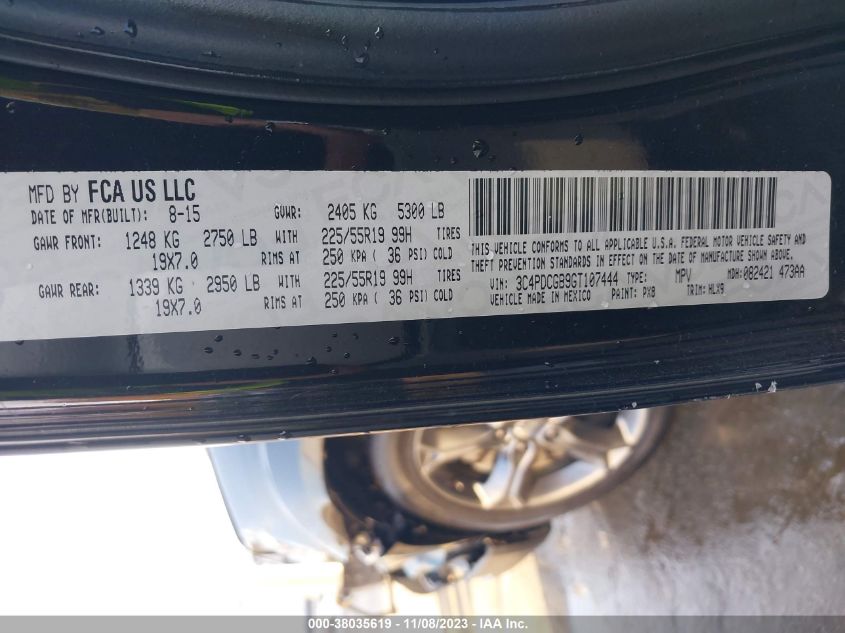 MFD BY FCA US LLC
DATE OF MFR(BUILT): 8-15 GVWR: 2405 KG 5300 LB
GAWR FRONT: 1248 KG 2750 LB WITH 225/55R19 99H TIRES
19X7.0 RIMS AT 250 KPA ( 36 PSI) COLD
GAWR REAR: 1339 KG 2950 LB WITH 225/55R19 99H TIRES
19X7.0 RIMS AT 250 KPA ( 36 PSI) COLD
THIS VEHICLE CONFORMS TO ALL APPLICABLE U.S.A. FEDERAL MOTOR VEHICLE SAFETY AND
THEFT PREVENTION STANDARDS IN EFFECT ON THE DATE OF MANUFACTURE SHOWN ABOVE.
VIN: 3C4PDCGB9GT107444 TYPE: MPV MDH: 082421 473AA
VEHICLE MADE IN MEXICO PAINT: PX8 TRIM: HLX9
000-38035619 - 11/08/2023 - IAA Inc.